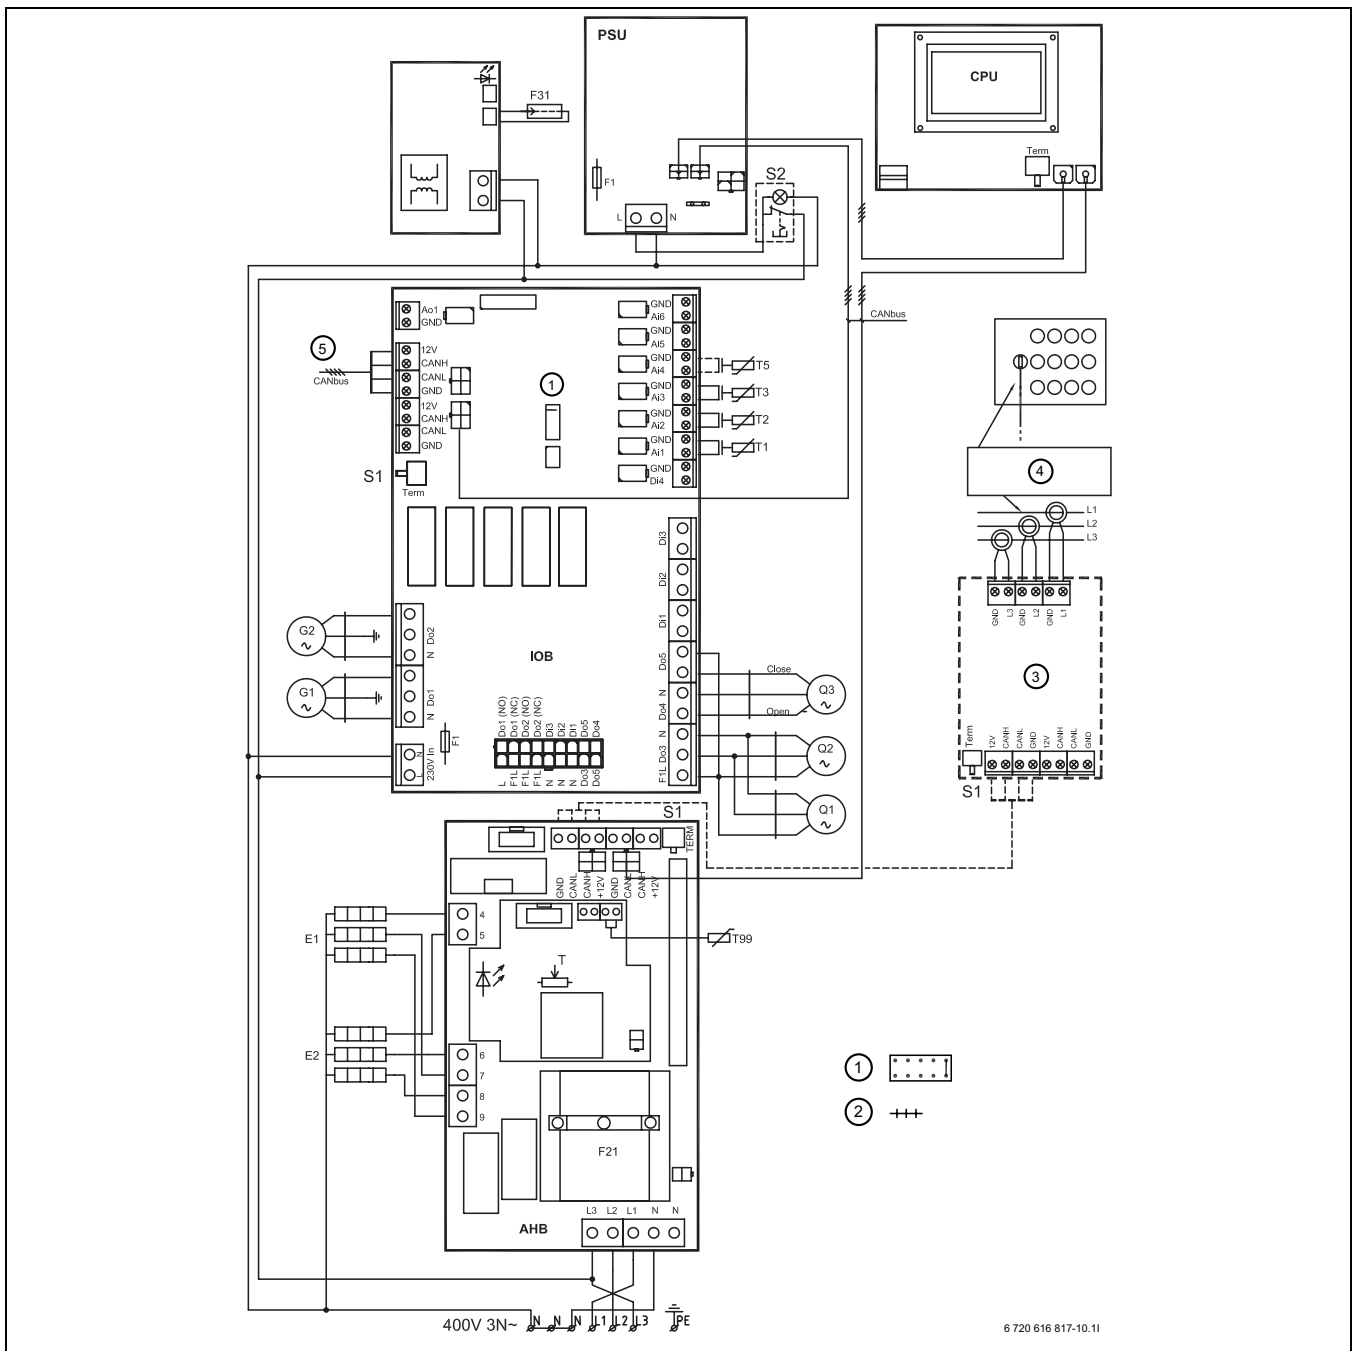 PSU
CPU
F31
Term
F1
S2
L
N
Ao1
GND
GND
Ai6
CANbus
AI5
5
12V
GND
CANH
Ai4
T5
CANbus
CANL
1
GND
T3
GND
Ai3
12V
GND
T2
CANH
Ai2
CANL
GND
T1
GND
Ai1
S1
GND
Di4
Term
4
L1
L2
L3
Di3
Di2
GND
L3
GND
L2
GND
L1
Di1
G2
Do2
N
IOB
Do5
Close
3
G1
Do1
N
N
Q3
Do4
Open
Do1 (NO)
Do1 (NC)
Do2 (NO)
Do2 (NC)
Di3
Di2
Di1
Do5
Do4
N
F1
Q2
N
L
230V In
Do3
Term
12V
CANH
CANL
GND
12V
CANH
CANL
GND
L
F1L
F1L
F1L
N
N
N
Do3
Do5
F1L
S1
Q1
S1
TERM
GND
CANL
CANH
+12V
GND
CANL
CANH
+12V
4
E1
5
T99
T
E2
6
7
1
8
9
2
F21
L3
L2
L1
N
N
AHB
400V 3N~
N
N
N
L1
L2
L3
PE
6 720 616 817-10.1I